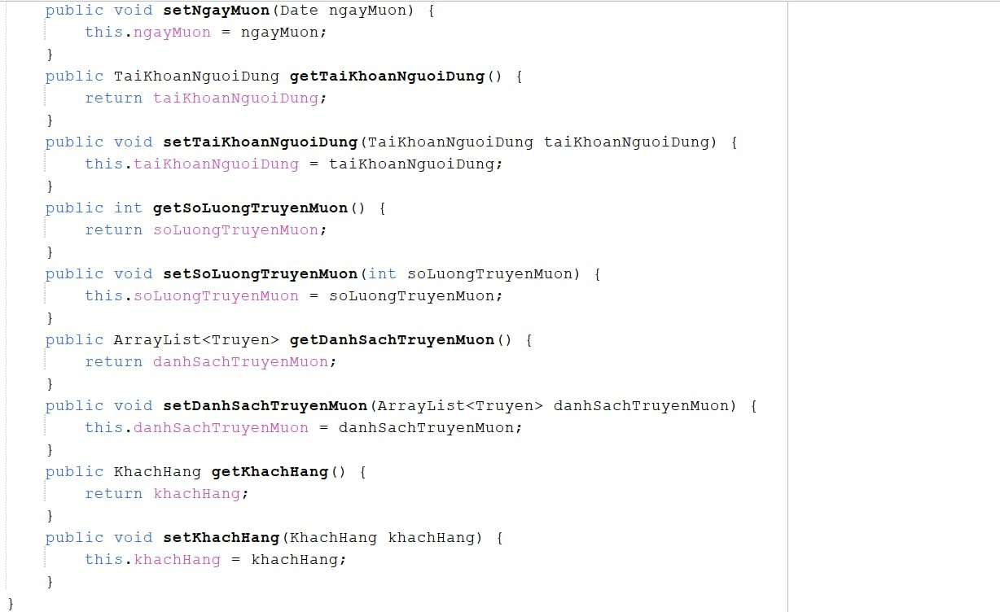 public void setNgayMuon(Date ngayMuon) {
this.ngayMuon = ngayMuon;
}
public TaiKhoanNguoiDung getTaiKhoanNguoiDung() {
return taiKhoanNguoiDung;
}
public void setTaiKhoanNguoiDung(TaiKhoanNguoiDung taiKhoanNguoiDung) {
this.taiKhoanNguoiDung = taiKhoanNguoiDung;
}
public int getSoLuongTruyenMuon() {
return soLuongTruyenMuon;
}
public void setSoLuongTruyenMuon(int soLuongTruyenMuon) {
this.soLuongTruyenMuon = soLuongTruyenMuon;
}
public ArrayList<Truyen> getDanhSachTruyenMuon() {
return danhSachTruyenMuon;
}
public void setDanhSachTruyenMuon(ArrayList<Truyen> danhSachTruyenMuon) {
this.danhSachTruyenMuon = danhSachTruyenMuon;
}
public KhachHang getKhachHang() {
return khachHang;
}
public void setKhachHang(KhachHang khachHang) {
this.khachHang = khachHang;
}
}